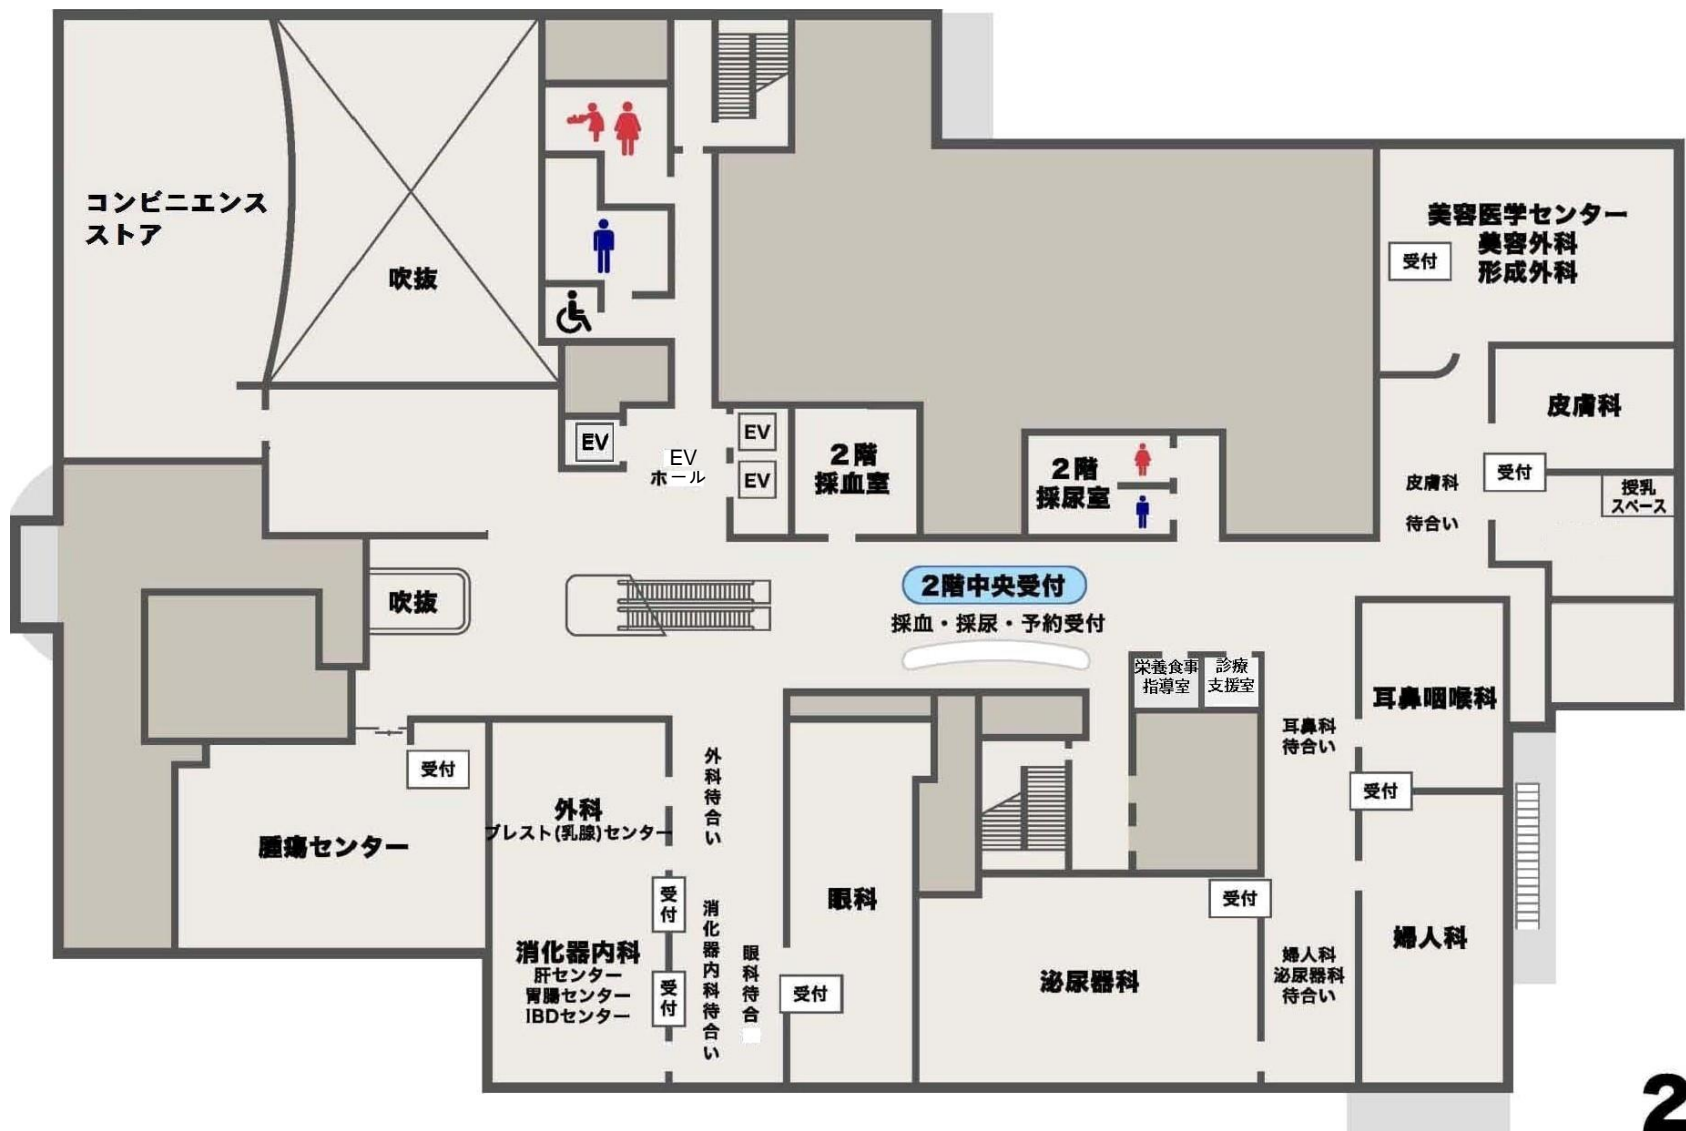 コンビニエンス
ストア
吹抜
EV
EV
ホール
EV
EV
2階
採血室
2階
採尿室
美容医学センター
美容外科
形成外科
受付
皮膚科
皮膚科
待合い
受付
授乳
スペース
吹抜
2階中央受付
採血・採尿・予約受付
栄養食事
指導室
診療
支援室
耳鼻科
待合い
耳鼻咽喉科
受付
受付
腫瘍センター
外科
ブレスト(乳腺)センター
外科待合い
受付
消化器内科
肝センター
胃腸センター
IBDセンター
受付
消化器内科待合い
眼科待合
眼科
受付
泌尿器科
受付
婦人科
泌尿器科
待合い
婦人科
2